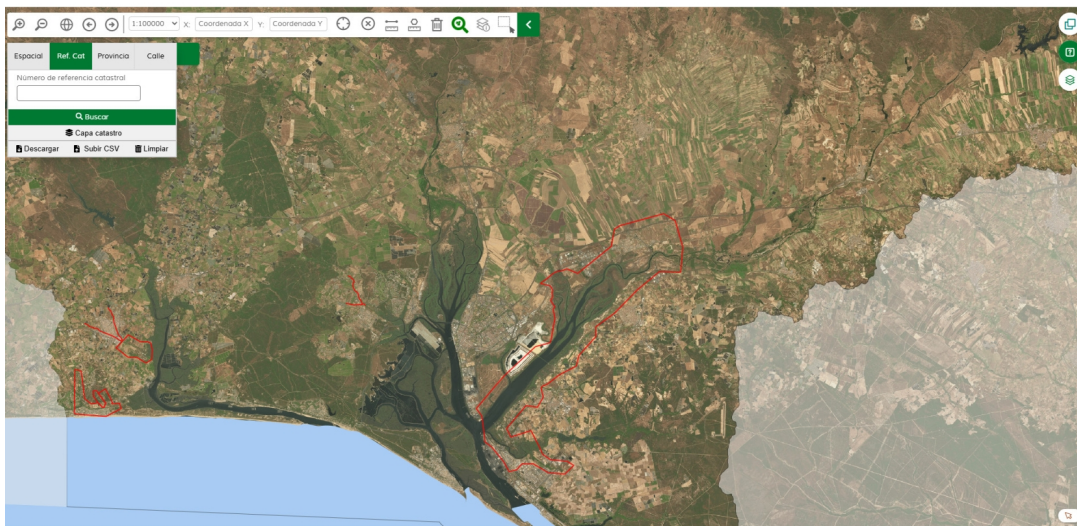 1:100000 X: Coordenada X Y: Coordenada Y
Espacial Ref. Cat Provincia Calle
Número de referencia catastral
Buscar
Capa catastro
Descargar Subir CSV Limpiar